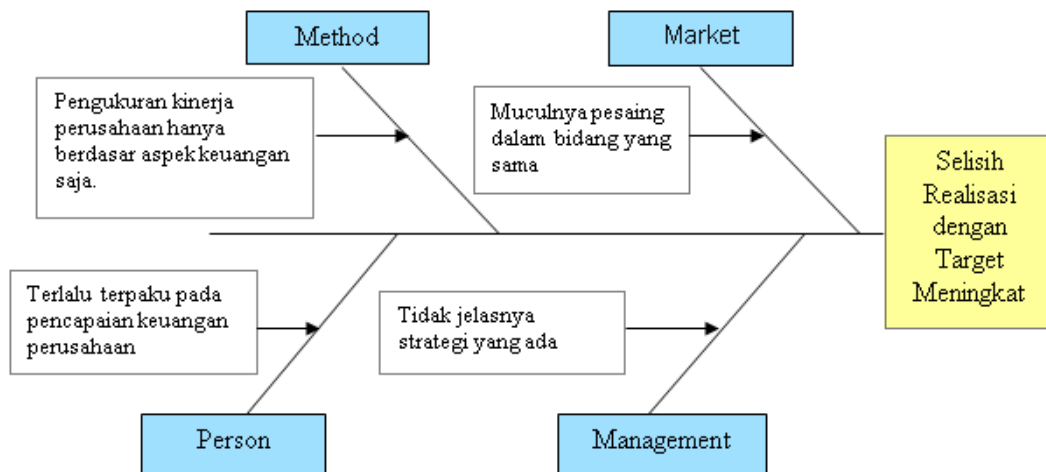 Method
Market
Pengukuran kinerja
perusahaan hanya
berdasar aspek keuangan
saja.
Muculnya pesaing
dalam bidang yang
sama
Selisih
Realisasi
dengan
Target
Meningkat
Terlalu terpaku pada
pencapaian keuangan
perusahaan
Tidak jelasnya
strategi yang ada
Person
Management